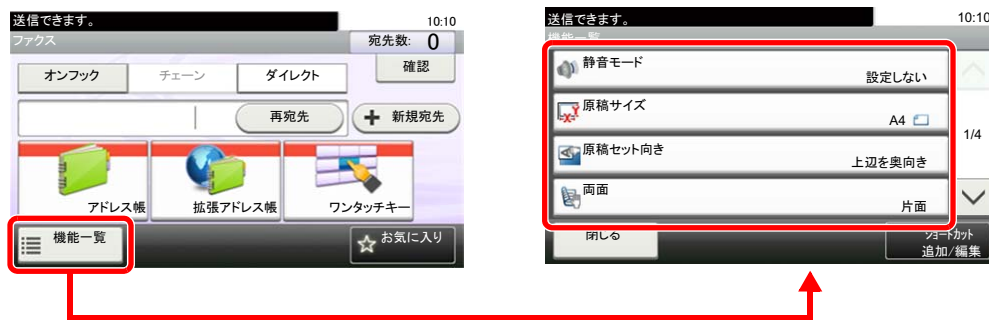 送信できます。
10:10
ファクス
宛先数: 0
オンフック
チェーン
ダイレクト
確認
再宛先
新規宛先
アドレス帳
拡張アドレス帳
ワンタッチキー
機能一覧
お気に入り
送信できます。
10:10
機能一覧
静音モード
設定しない
原稿サイズ
A4
1/4
原稿セット向き
上辺を奥向き
両面
片面
閉じる
ショートカット
追加/編集